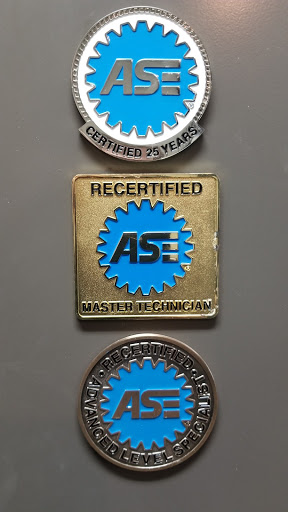 ASE
CERTIFIED 25 YEARS
RECERTIFIED
ASE
®
MASTER TECHNICIAN
• RECERTIFIED •
ASE
®
ADVANCED LEVEL SPECIALIST